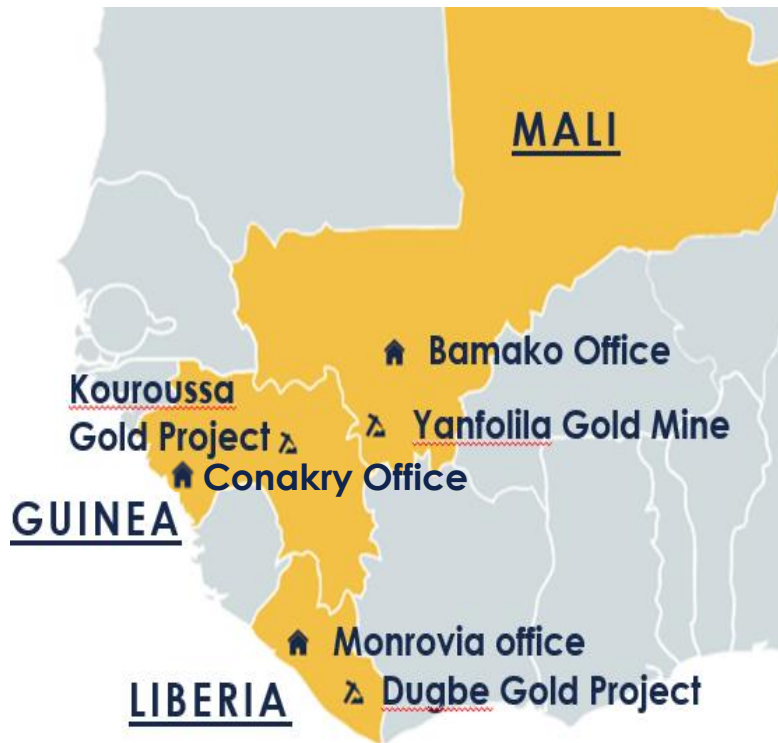 MALI
Bamako Office
Kouroussa
Gold Project
Yanfolila Gold Mine
Conakry Office
GUINEA
Monrovia office
LIBERIA
Dugbe Gold Project